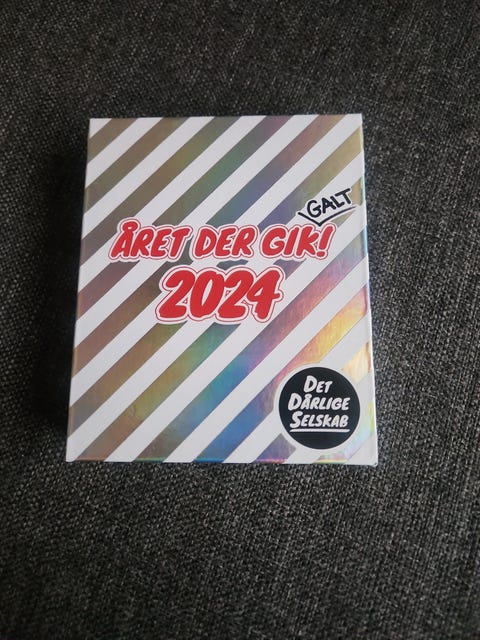 GALT
ÅRET DER GIK!
2024
DET
DÅRLIGE
SELSKAB